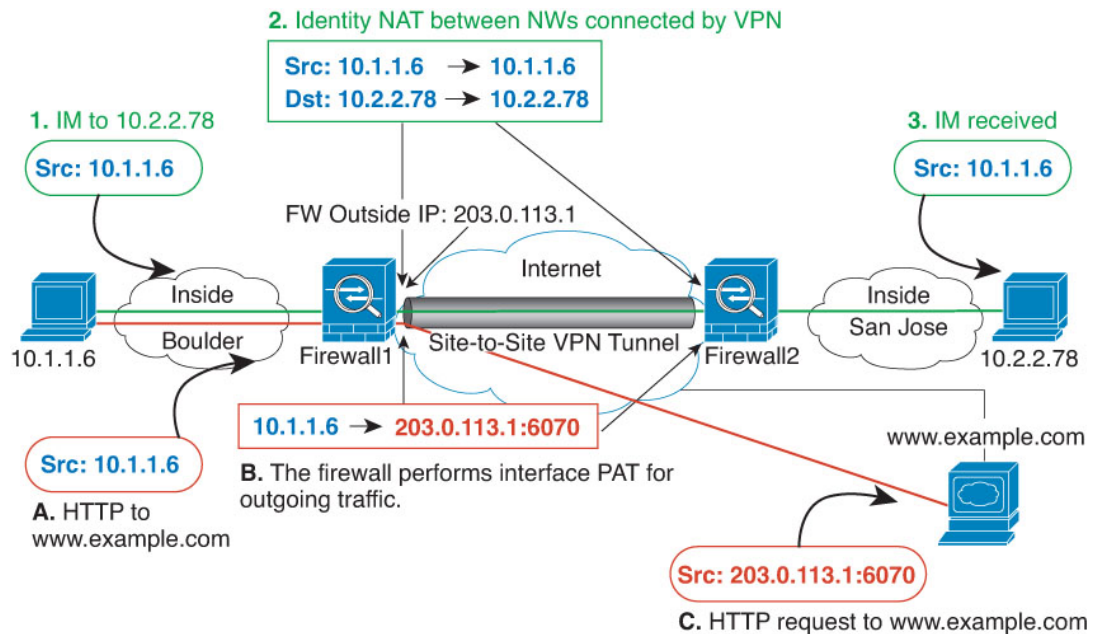 2. Identity NAT between NWs connected by VPN
Src: 10.1.1.6 → 10.1.1.6
Dst: 10.2.2.78 → 10.2.2.78
1. IM to 10.2.2.78
Src: 10.1.1.6
3. IM received
Src: 10.1.1.6
FW Outside IP: 203.0.113.1
Internet
Inside
Boulder
10.1.1.6
Firewall1
Site-to-Site VPN Tunnel
Firewall2
Inside
San Jose
10.2.2.78
10.1.1.6 → 203.0.113.1:6070
B. The firewall performs interface PAT for
outgoing traffic.
Src: 10.1.1.6
A. HTTP to
www.example.com
www.example.com
Src: 203.0.113.1:6070
C. HTTP request to www.example.com